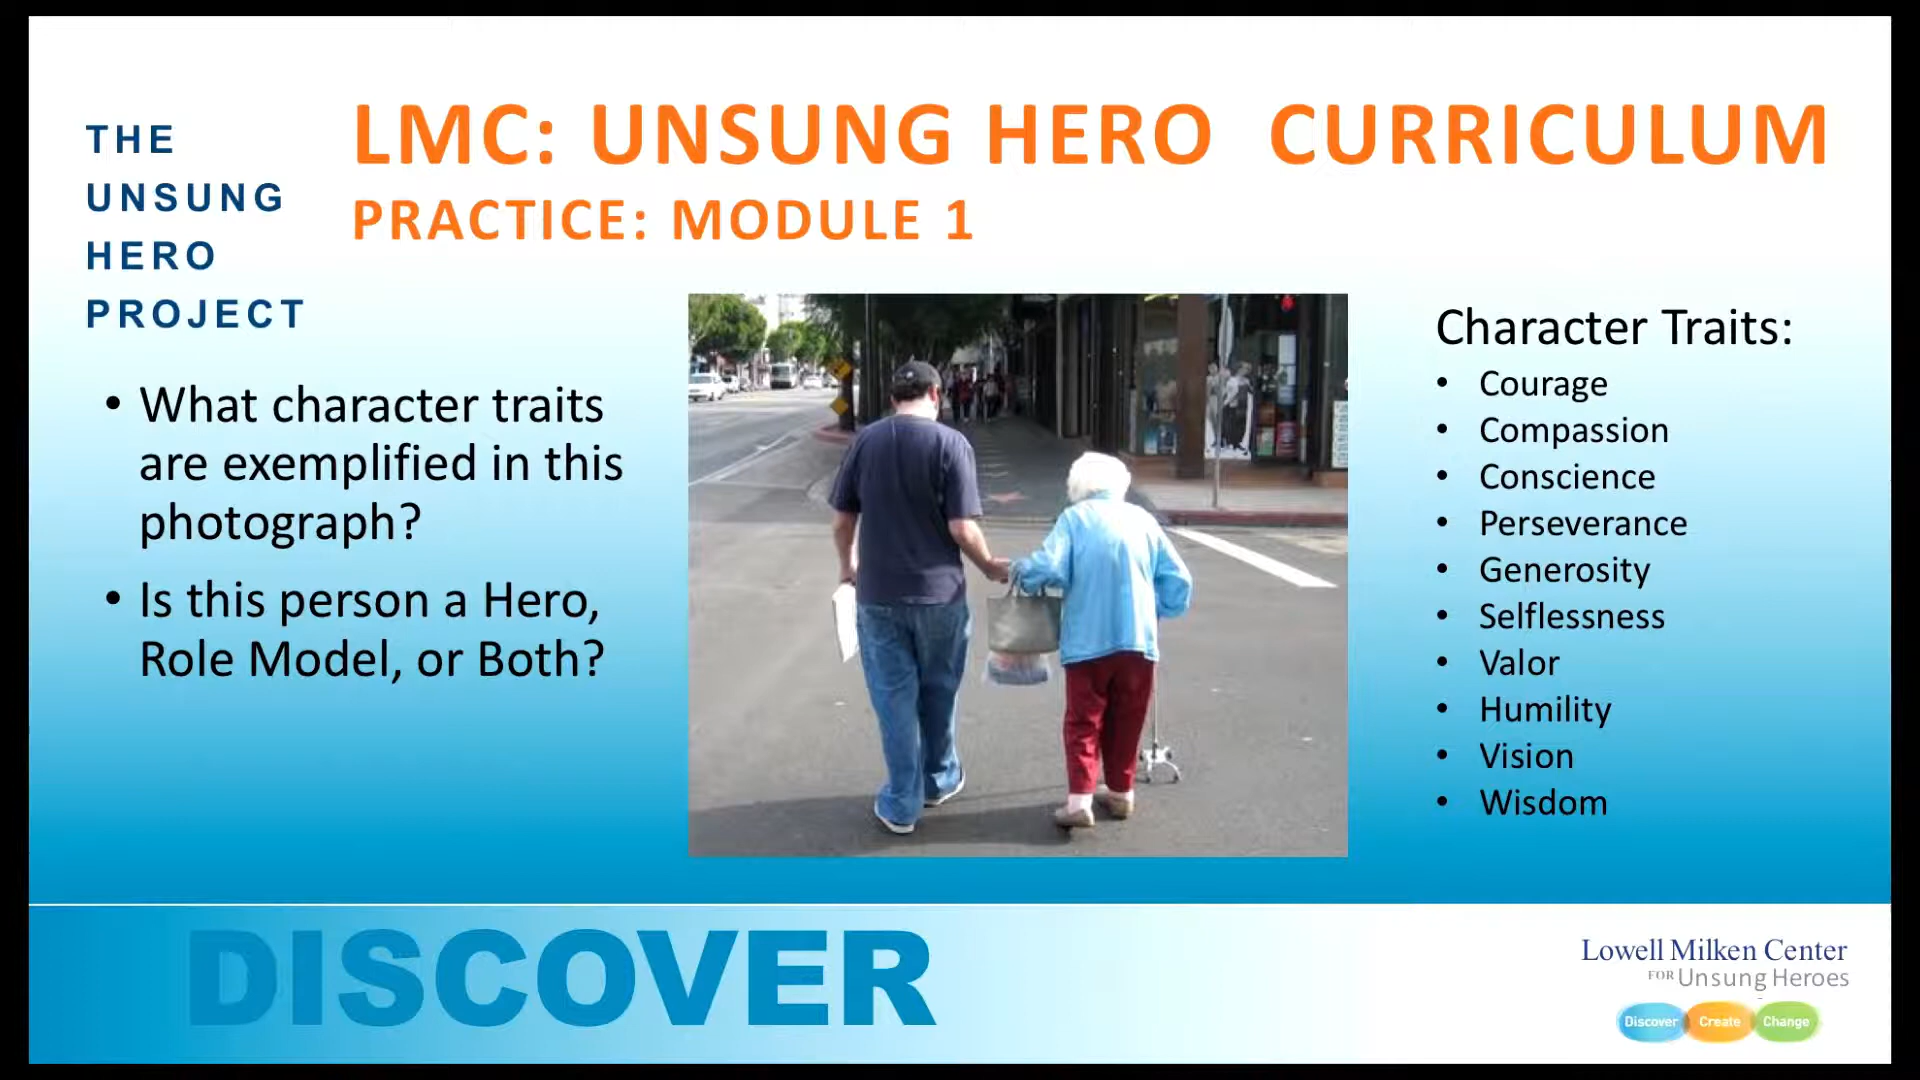 THE
UNSUNG
HERO
PROJECT
LMC: UNSUNG HERO CURRICULUM
PRACTICE: MODULE 1
• What character traits
are exemplified in this
photograph?
• Is this person a Hero,
Role Model, or Both?
Character Traits:
• Courage
• Compassion
• Conscience
• Perseverance
• Generosity
• Selflessness
• Valor
• Humility
• Vision
• Wisdom
DISCOVER
Lowell Milken Center
FOR Unsung Heroes
Discover Create Change